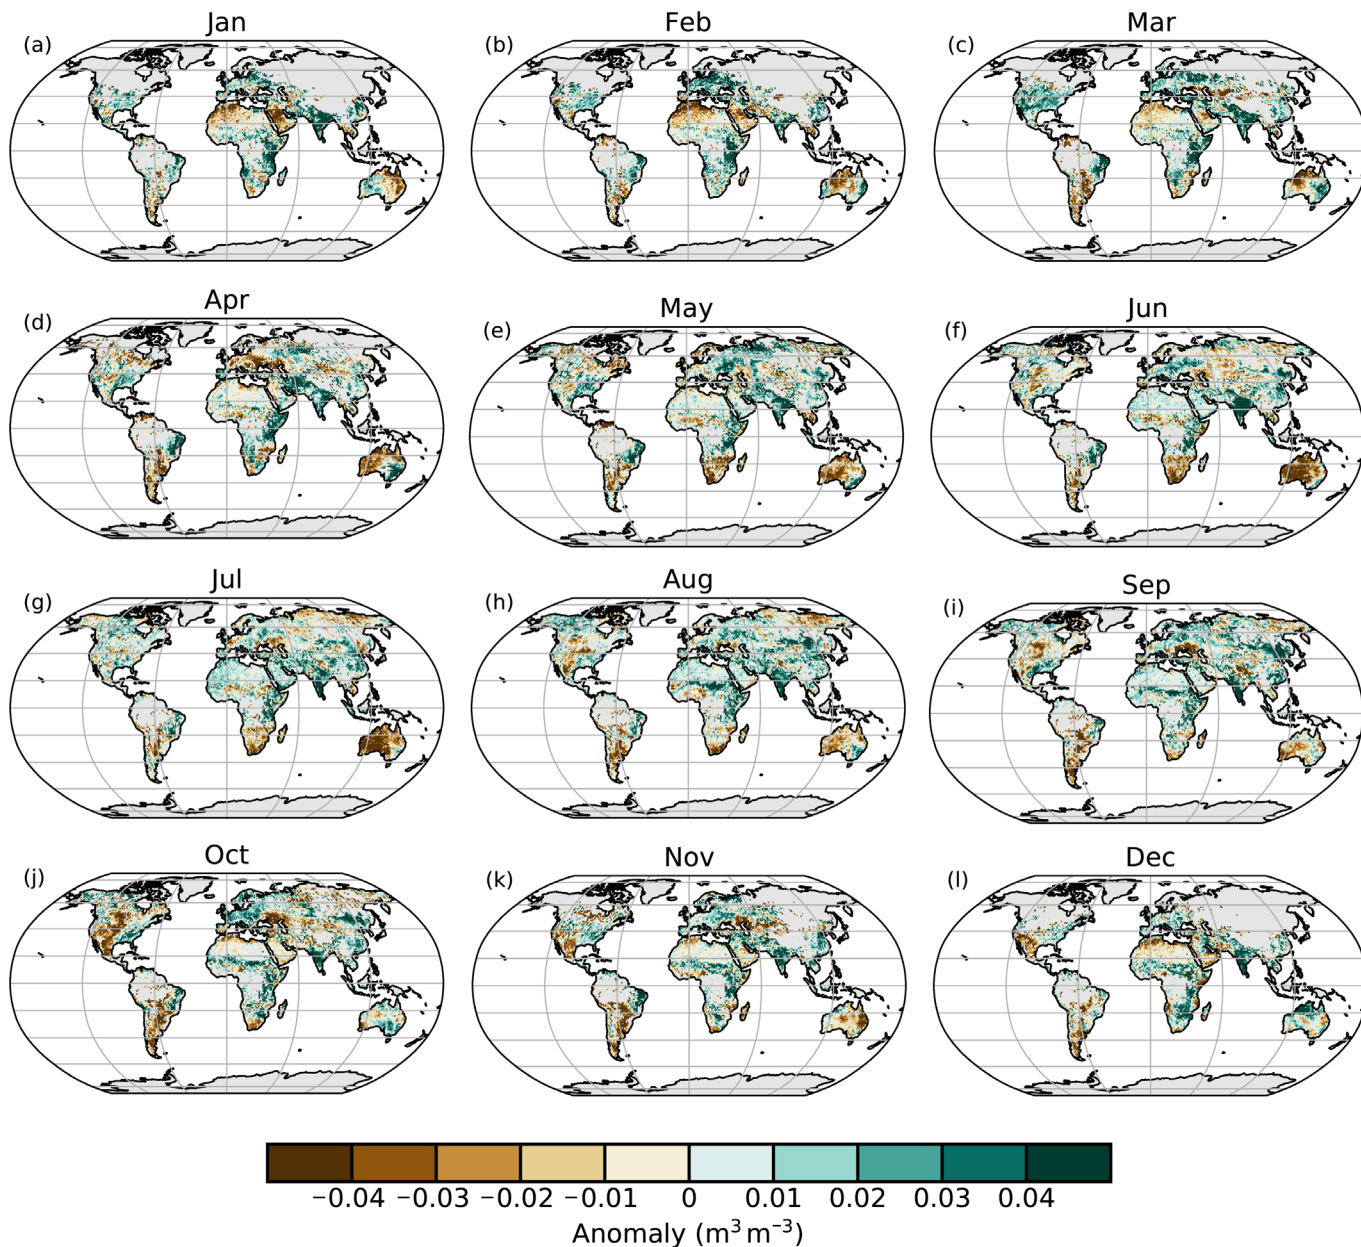 Jan Feb Mar
(a) (b) (c)
Apr May Jun
(d) (e) (f)
Jul Aug Sep
(g) (h) (i)
Oct Nov Dec
(j) (k) (l)
−0.04 −0.03 −0.02 −0.01 0 0.01 0.02 0.03 0.04
Anomaly (m³ m⁻³)